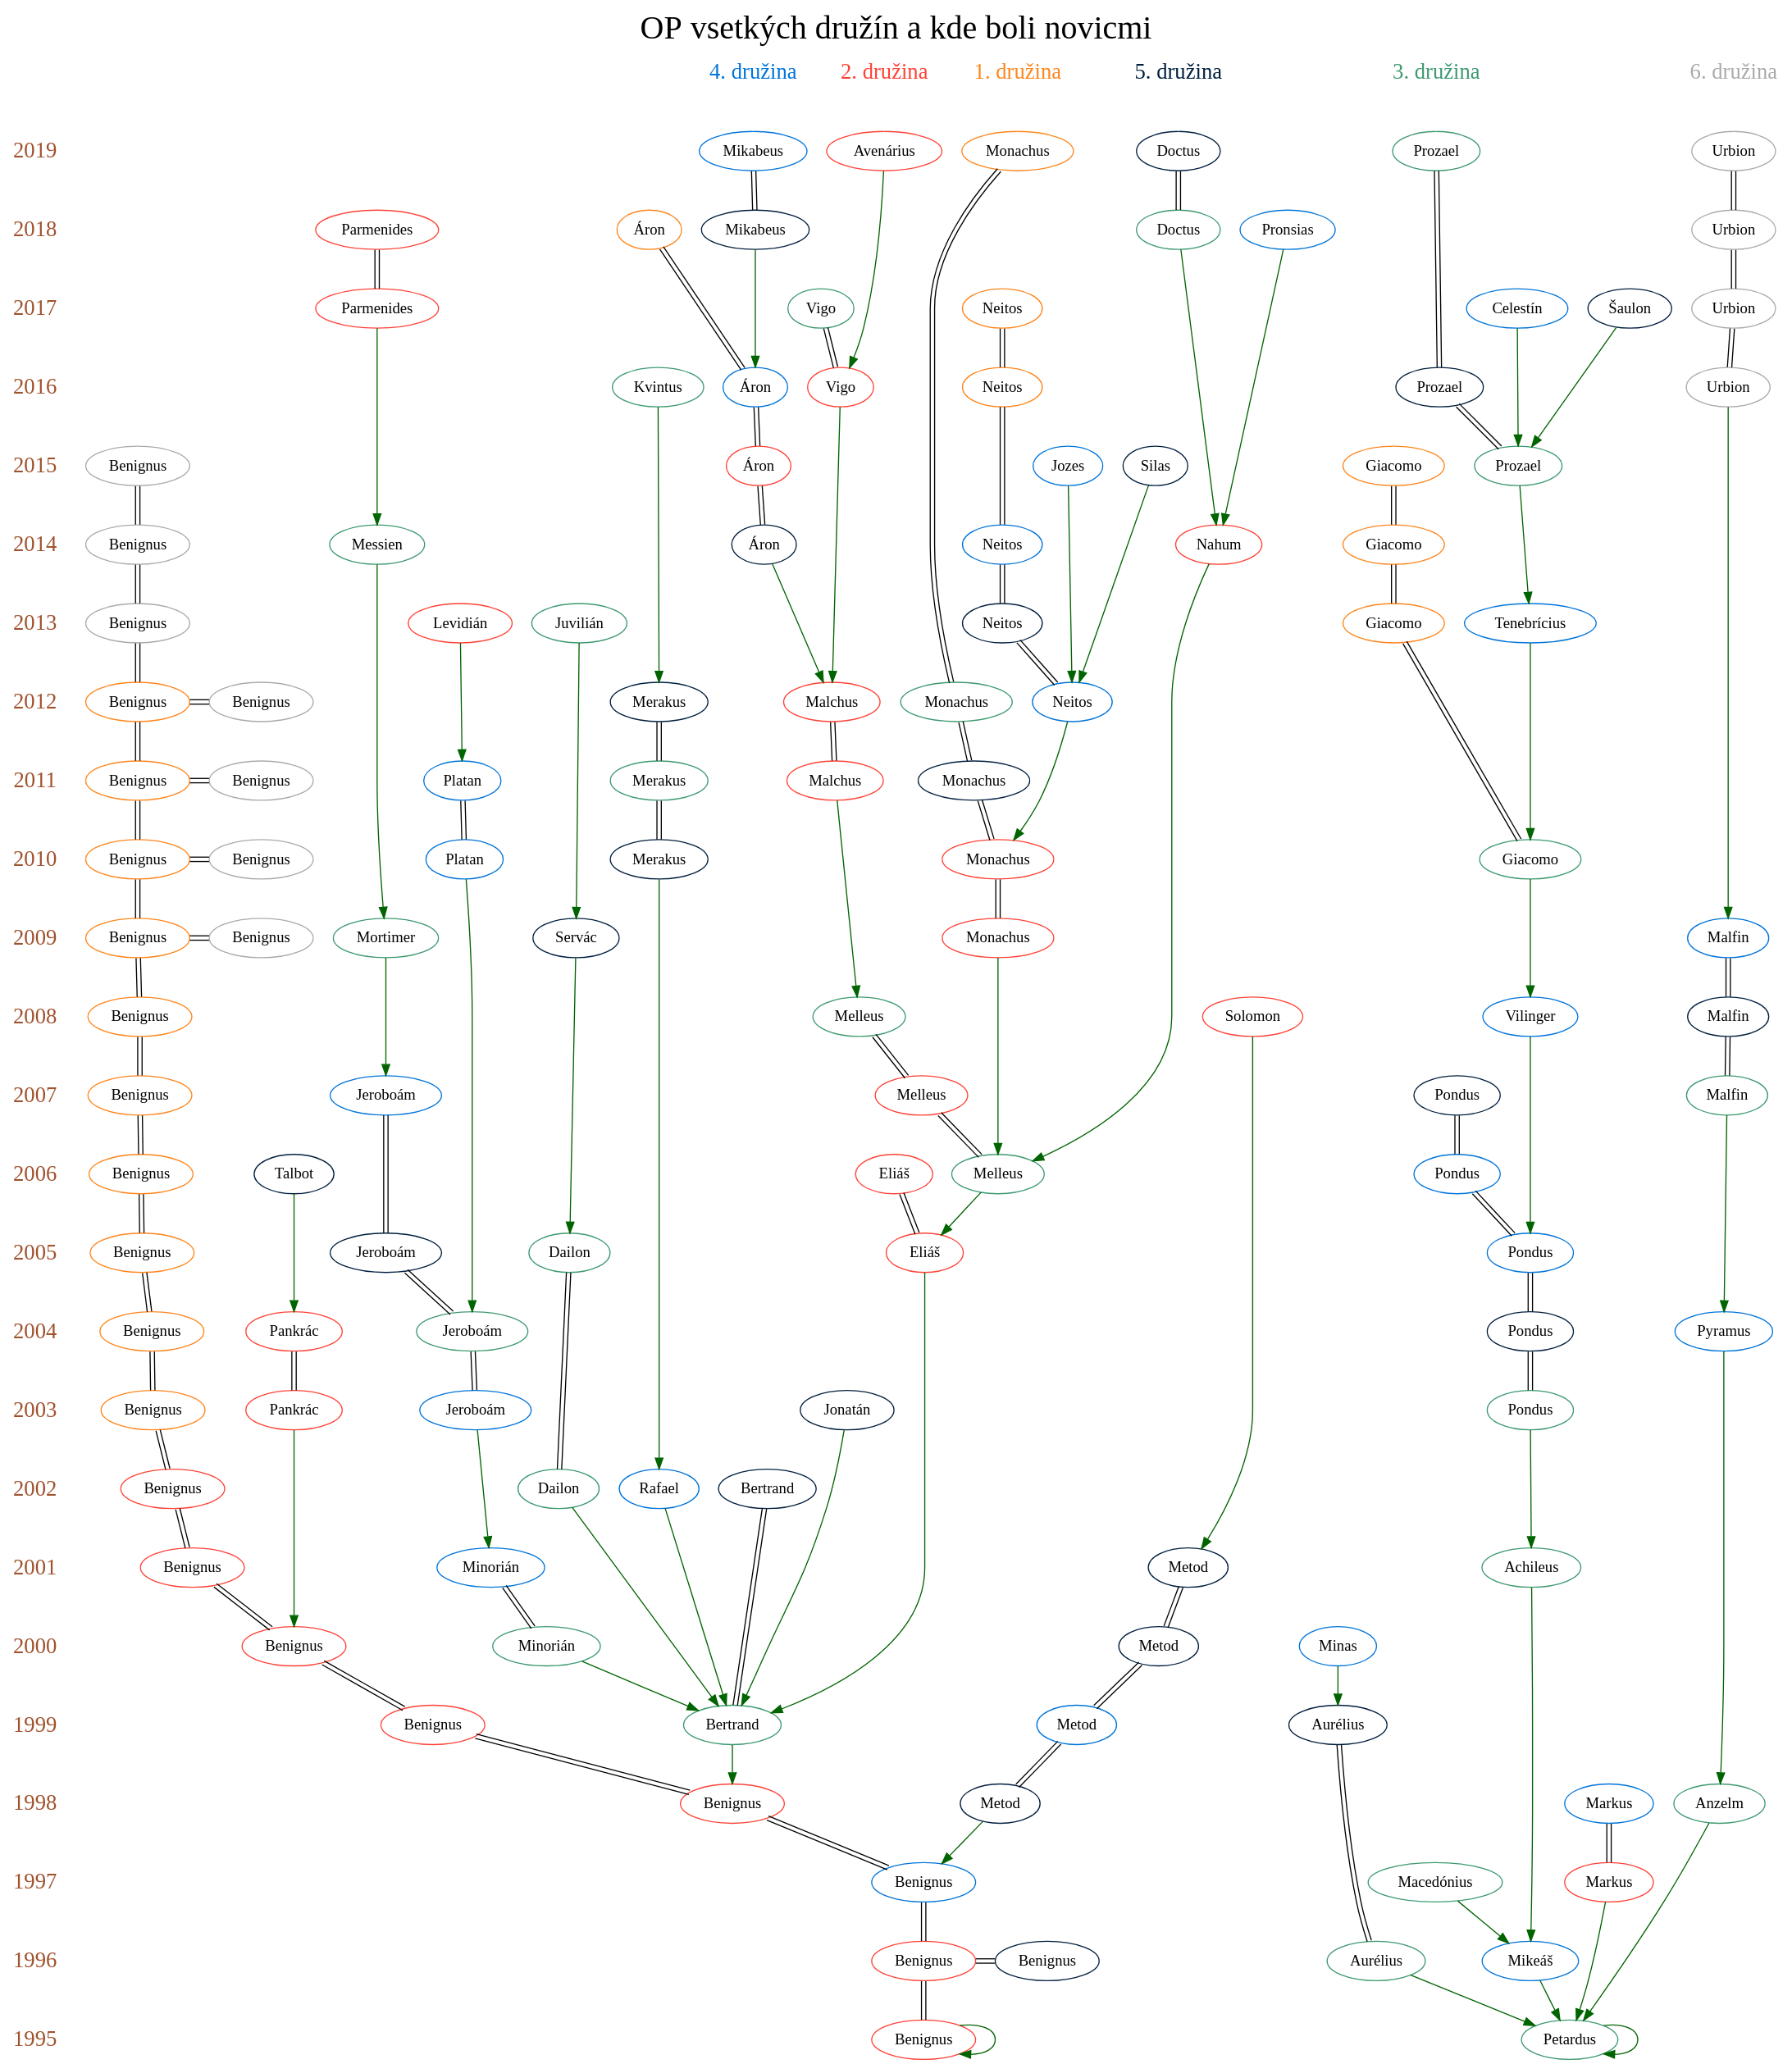 OP vsetkých družín a kde boli novicmi
4. družina 2. družina 1. družina 5. družina 3. družina 6. družina
2019 Mikabeus Avenárius Monachus Doctus Prozael Urbion
2018 Parmenides Áron Mikabeus Doctus Pronsias Urbion
2017 Parmenides Vigo Neitos Celestín Šaulon Urbion
2016 Kvintus Áron Vigo Neitos Prozael Urbion
2015 Benignus Áron Jozes Silas Giacomo Prozael
2014 Benignus Messien Áron Neitos Nahum Giacomo
2013 Benignus Levidián Juvilián Neitos Giacomo Tenebrícius
2012 Benignus Benignus Merakus Malchus Monachus Neitos
2011 Benignus Benignus Platan Merakus Malchus Monachus
2010 Benignus Benignus Platan Merakus Monachus Giacomo
2009 Benignus Benignus Mortimer Servác Monachus Malfin
2008 Benignus Melleus Solomon Vilinger Malfin
2007 Benignus Jeroboám Melleus Pondus Malfin
2006 Benignus Talbot Eliáš Melleus Pondus
2005 Benignus Jeroboám Dailon Eliáš Pondus
2004 Benignus Pankrác Jeroboám Pondus Pyramus
2003 Benignus Pankrác Jeroboám Jonatán Pondus
2002 Benignus Dailon Rafael Bertrand
2001 Benignus Minorián Metod Achileus
2000 Benignus Minorián Metod Minas
1999 Benignus Bertrand Metod Aurélius
1998 Benignus Metod Markus Anzelm
1997 Benignus Macedónius Markus
1996 Benignus Benignus Aurélius Mikeáš
1995 Benignus Petardus